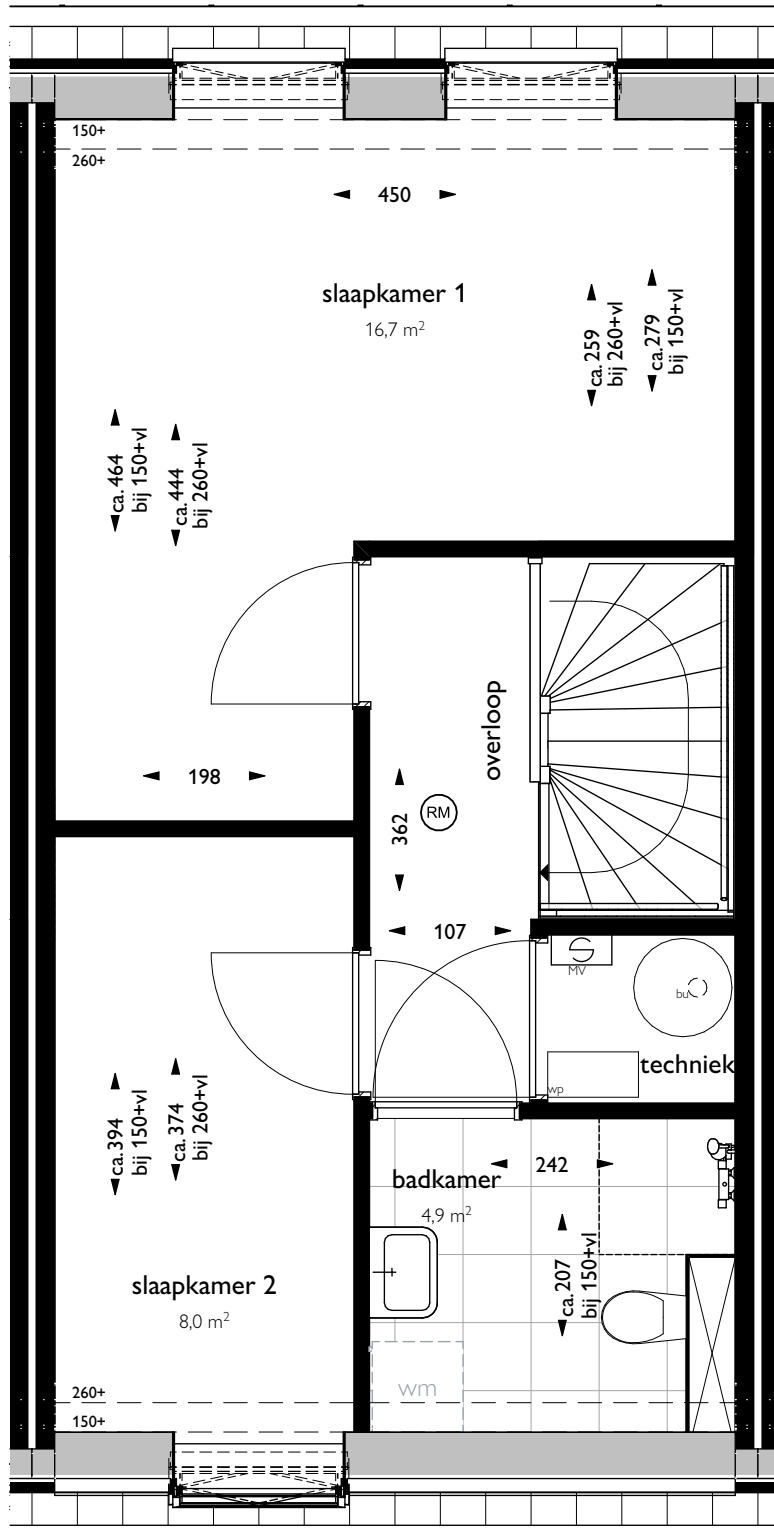 150+
260+
450
slaapkamer 1
16,7 m²
ca.259
bij 260+vl
ca.279
bij 150+vl
ca.464
bij 150+vl
ca.444
bij 260+vl
overloop
198
362
RM
107
MV
bu
techniek
wp
ca.394
bij 150+vl
ca.374
bij 260+vl
badkamer
242
4,9 m²
ca.207
bij 150+vl
slaapkamer 2
8,0 m²
wm
260+
150+